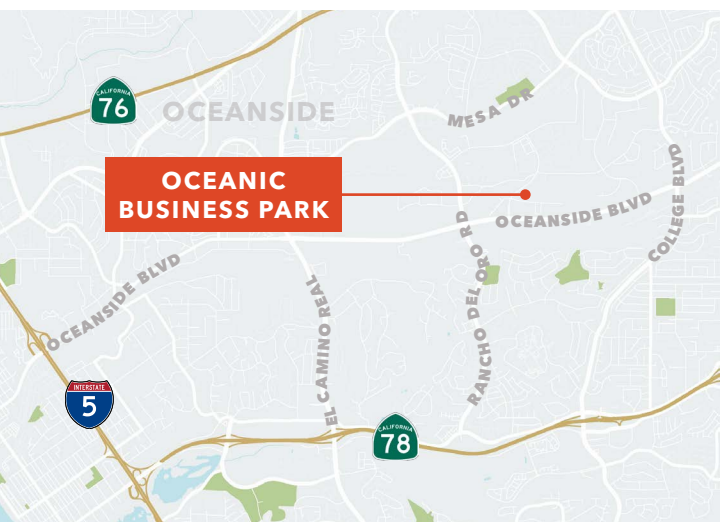 CALIFORNIA
76
OCEANSIDE
MESA DR
OCEANIC
BUSINESS PARK
OCEANSIDE BLVD
COLLEGE BLVD
OCEANSIDE BLVD
RANCHO DEL ORO RD
EL CAMINO REAL
INTERSTATE
5
CALIFORNIA
78